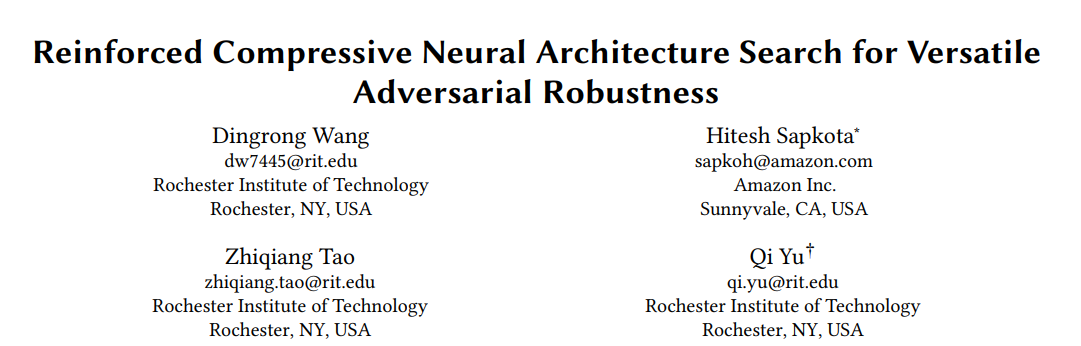 Reinforced Compressive Neural Architecture Search for Versatile
Adversarial Robustness
Dingrong Wang
dw7445@rit.edu
Rochester Institute of Technology
Rochester, NY, USA
Hitesh Sapkota*
sapkoh@amazon.com
Amazon Inc.
Sunnyvale, CA, USA
Zhiqiang Tao
zhiqiang.tao@rit.edu
Rochester Institute of Technology
Rochester, NY, USA
Qi Yu†
qi.yu@rit.edu
Rochester Institute of Technology
Rochester, NY, USA